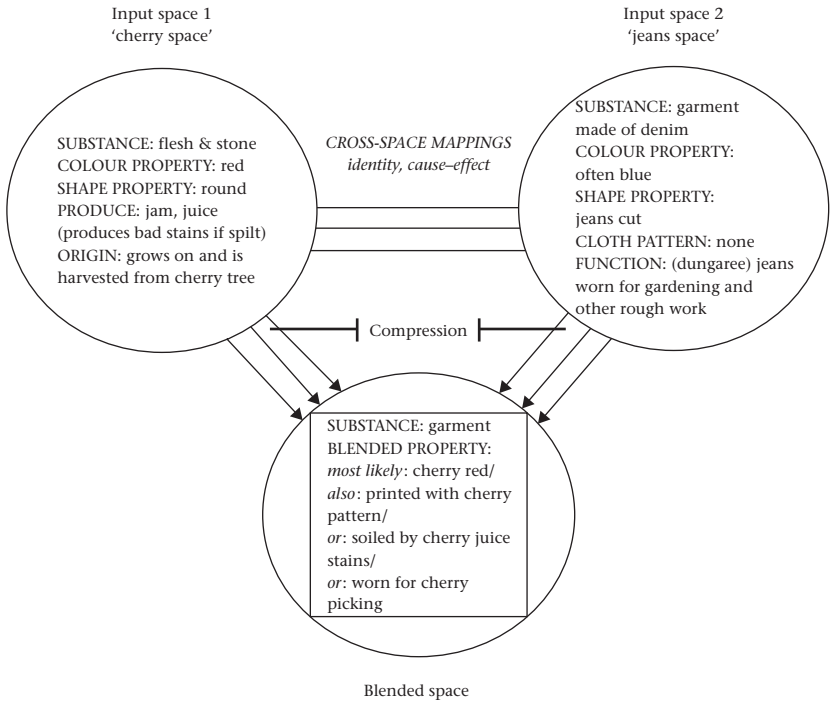 Input space 1
'cherry space'
Input space 2
'jeans space'
SUBSTANCE: flesh & stone
COLOUR PROPERTY: red
SHAPE PROPERTY: round
PRODUCE: jam, juice
(produces bad stains if spilt)
ORIGIN: grows on and is
harvested from cherry tree
CROSS-SPACE MAPPINGS
identity, cause–effect
SUBSTANCE: garment
made of denim
COLOUR PROPERTY:
often blue
SHAPE PROPERTY:
jeans cut
CLOTH PATTERN: none
FUNCTION: (dungaree) jeans
worn for gardening and
other rough work
Compression
SUBSTANCE: garment
BLENDED PROPERTY:
most likely: cherry red/
also: printed with cherry
pattern/
or: soiled by cherry juice
stains/
or: worn for cherry
picking
Blended space